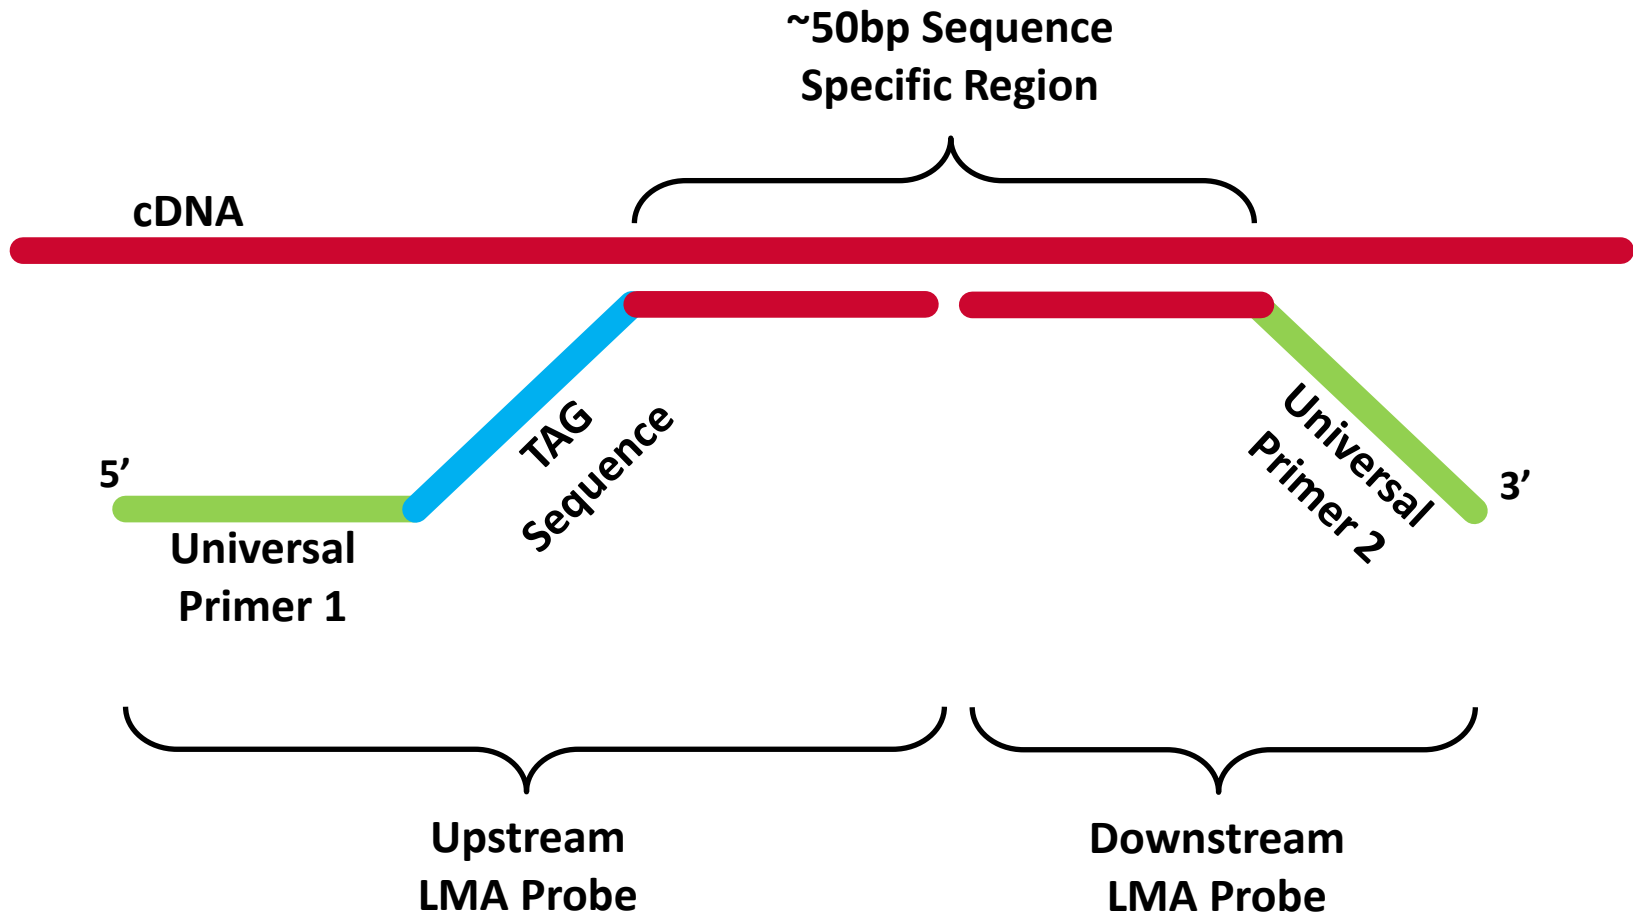 ~50bp Sequence
Specific Region
cDNA
TAG
Sequence
Universal
Primer 2
5’
3’
Universal
Primer 1
Upstream
LMA Probe
Downstream
LMA Probe